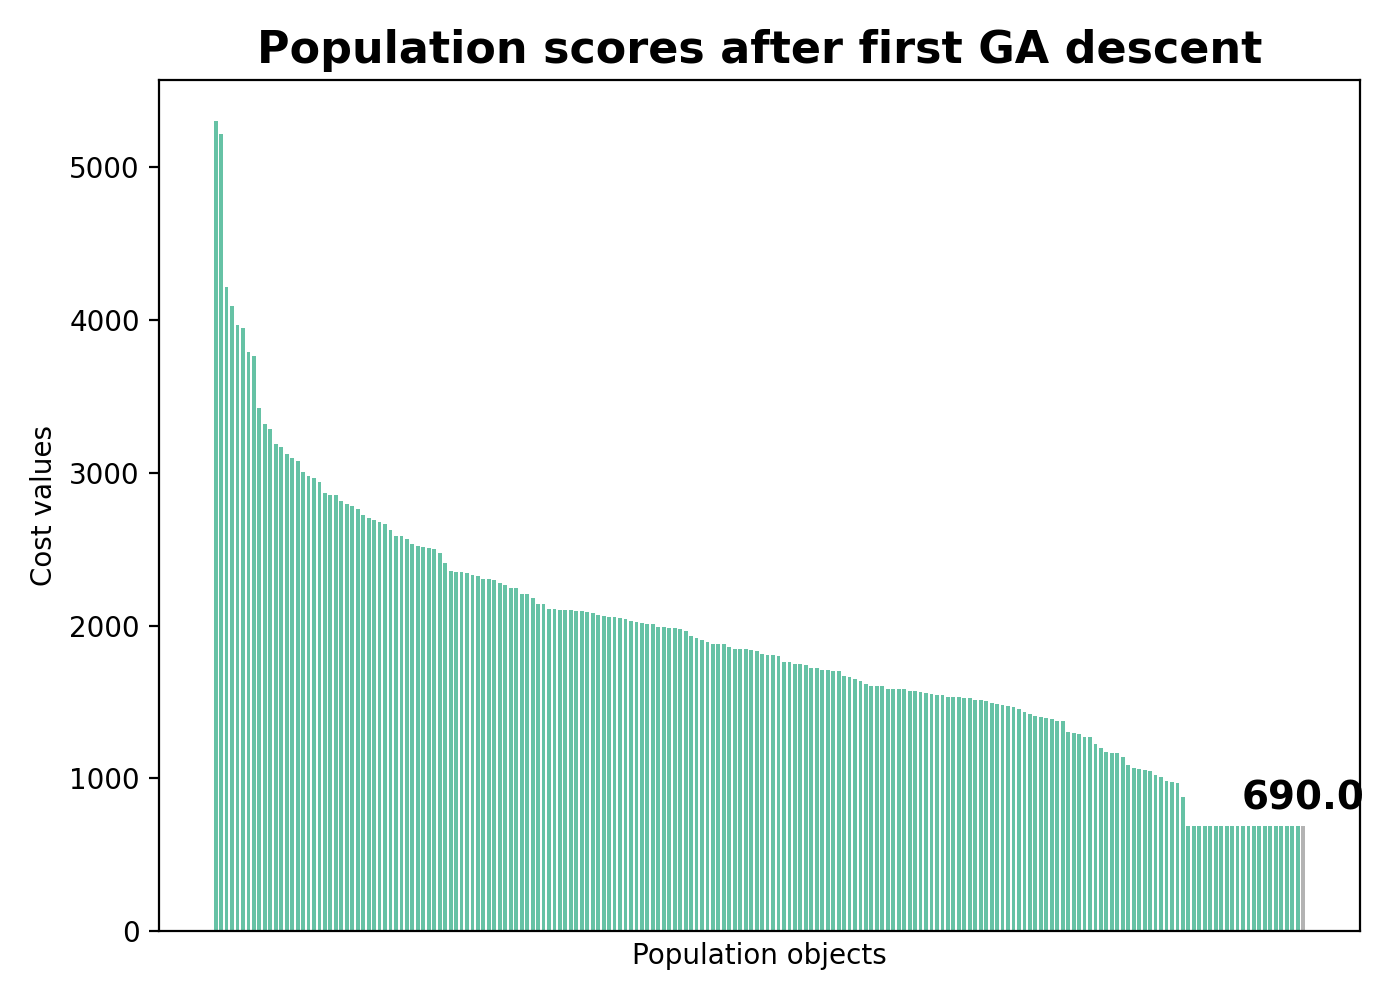 Population scores after first GA descent
5000
4000
3000
2000
1000
0
Cost values
690.0
Population objects